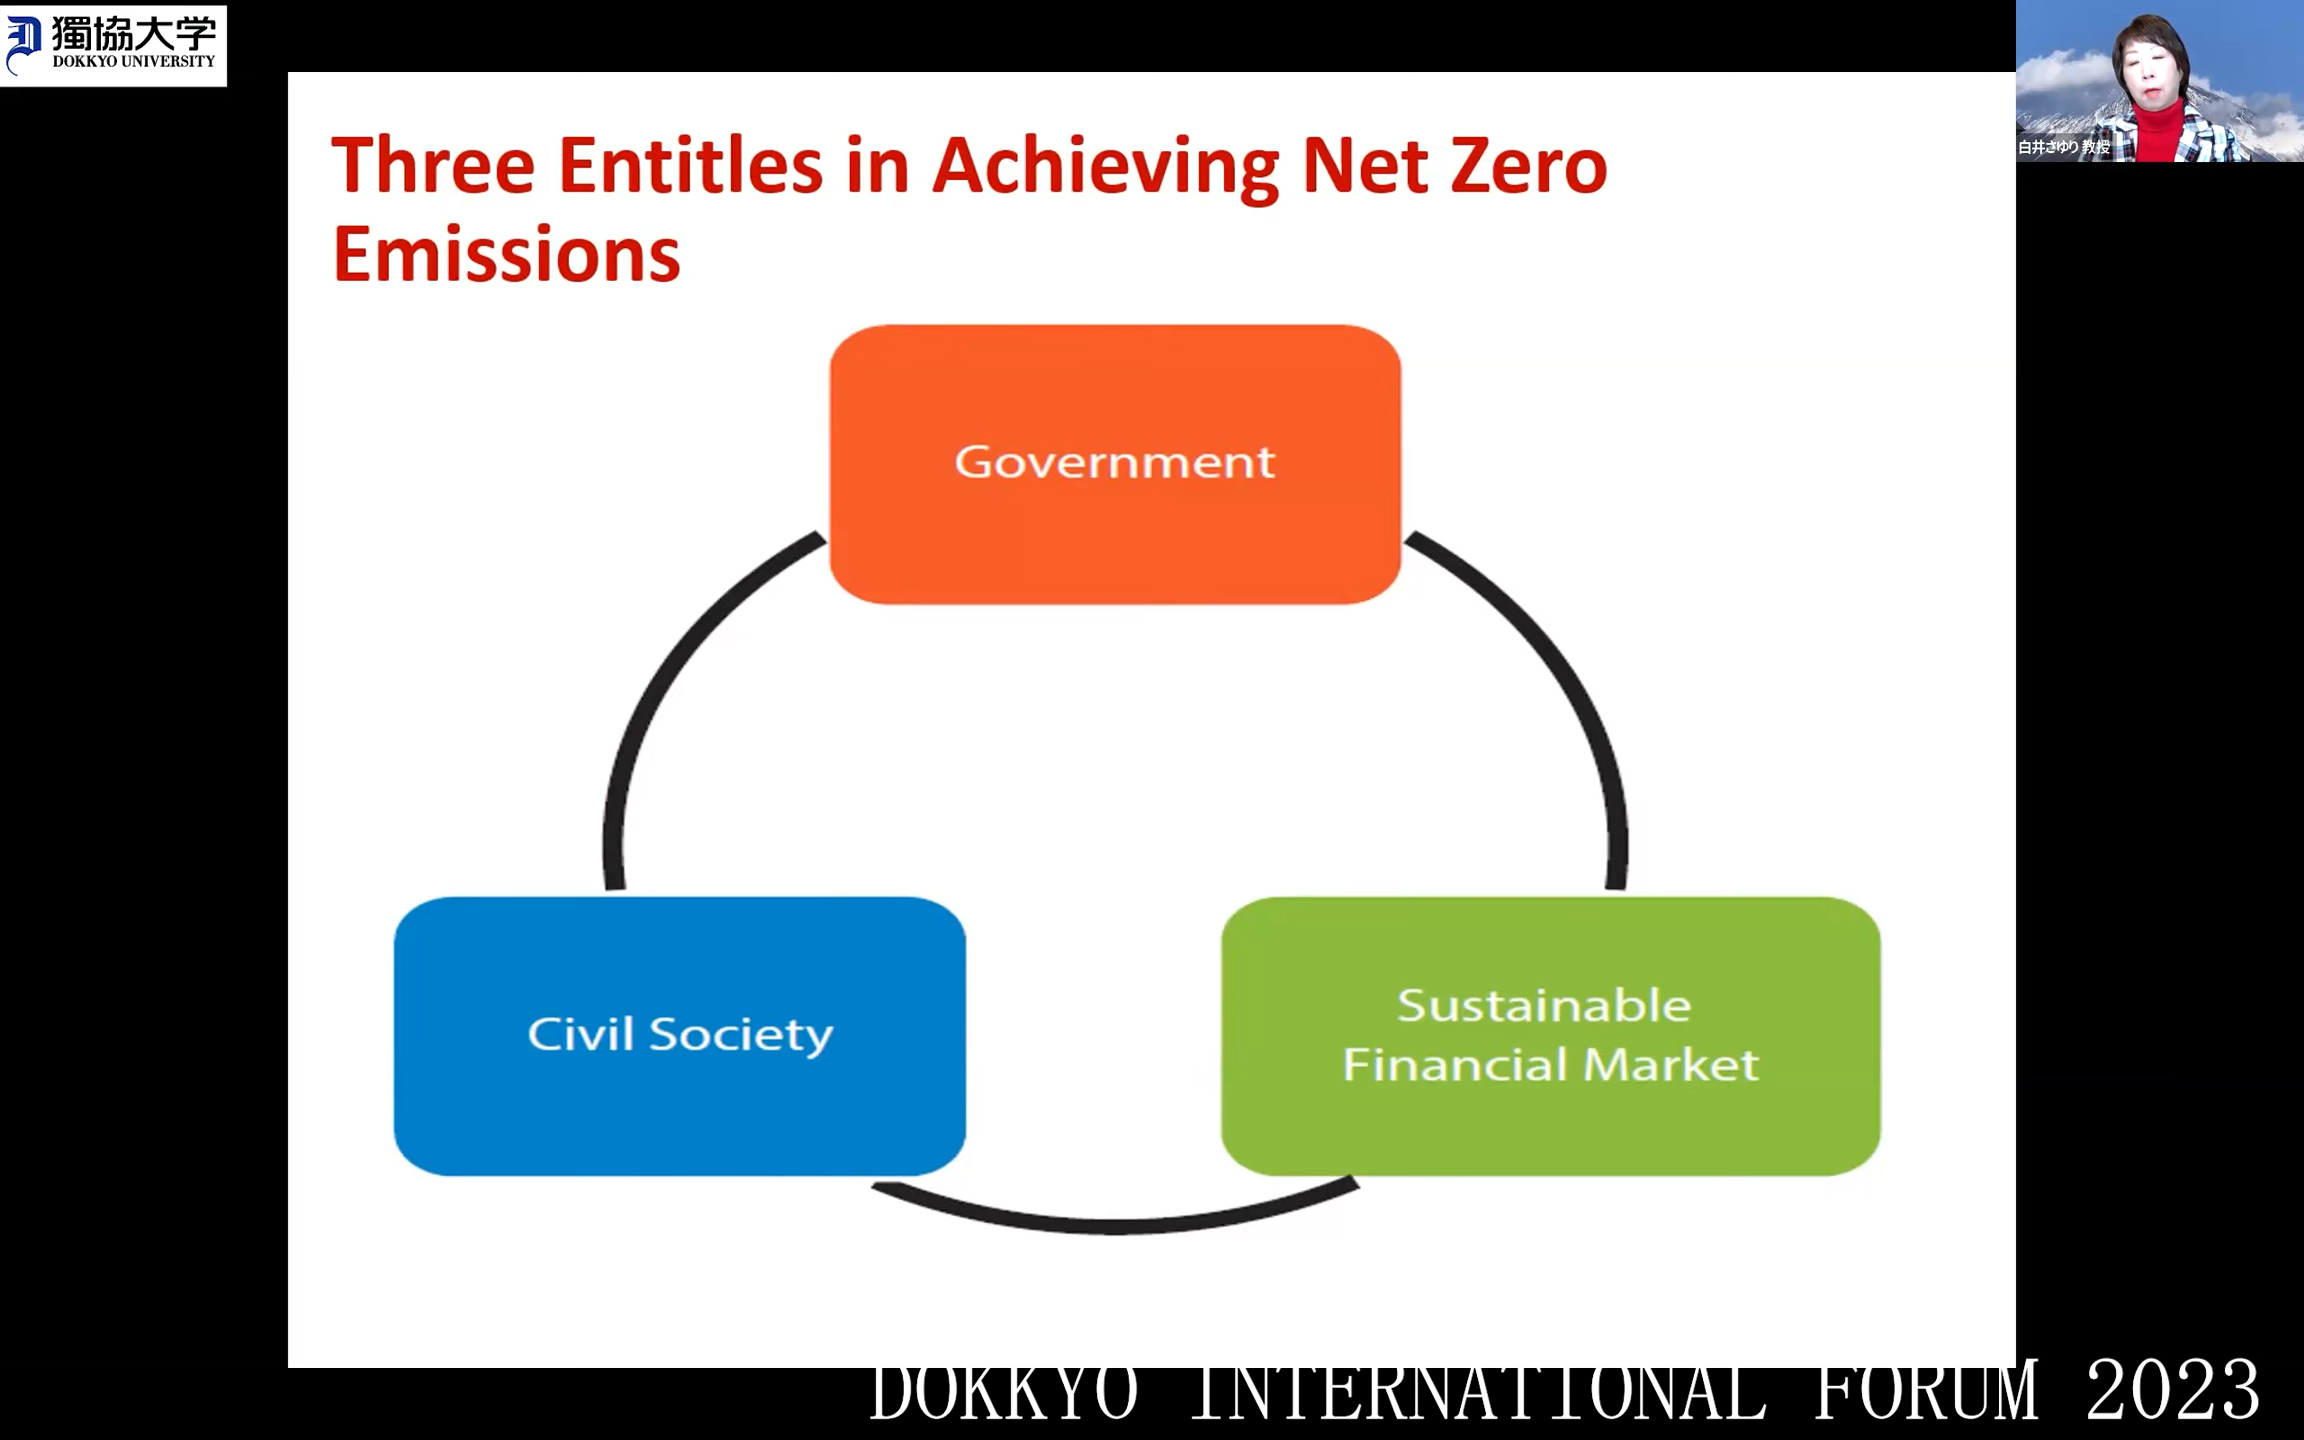 獨協大学
DOKKYO UNIVERSITY
白井さゆり 教授
Three Entitles in Achieving Net Zero
Emissions
Government
Civil Society
Sustainable
Financial Market
DOKKYO INTERNATIONAL FORUM 2023